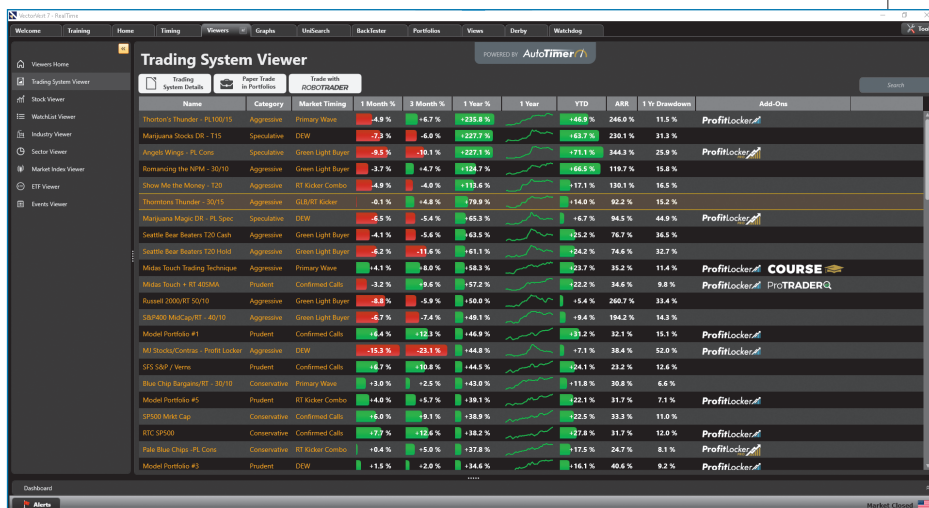 VectorVest 7 - RealTime
Welcome Training Home Timing Viewers Graphs UniSearch BackTester Portfolios Views Derby Watchdog Tool
Viewers Home
Trading System Viewer
Stock Viewer
WatchList Viewer
Industry Viewer
Sector Viewer
Market Index Viewer
ETF Viewer
Events Viewer
Trading System Viewer
POWERED BY AutoTimer
Trading System Details
Paper Trade in Portfolios
Trade with ROBOTRADER
Search
Name Category Market Timing 1 Month % 3 Month % 1 Year % 1 Year YTD ARR 1 Yr Drawdown Add-Ons
Thorton's Thunder - PL100/15 Aggressive Primary Wave -4.9 % +6.7 % +235.8 % +46.9 % 246.0 % 11.5 % ProfitLocker
Marijuana Stocks DR - T15 Speculative DEW -7.3 % -6.0 % +227.7 % +63.7 % 230.1 % 31.3 %
Angels Wings - PL Cons Speculative Green Light Buyer -9.5 % -10.1 % +227.1 % +71.1 % 344.3 % 25.9 % ProfitLocker
Romancing the NFM - 30/10 Aggressive Green Light Buyer -3.7 % +4.7 % +124.7 % +66.5 % 119.7 % 15.8 %
Show Me the Money - T20 Aggressive RT Kicker Combo -4.9 % -4.0 % +113.6 % +17.1 % 130.1 % 16.5 %
Thorntons Thunder - 30/15 Aggressive GLB/RT Kicker -0.1 % +4.8 % +79.9 % +14.0 % 92.2 % 15.2 %
Marijuana Magic DR - PL Spec Speculative DEW -6.5 % -5.4 % +65.3 % +6.7 % 94.5 % 44.9 % ProfitLocker
Seattle Bear Beaters T20 Cash Aggressive Green Light Buyer -4.1 % -5.6 % +63.5 % +25.2 % 76.7 % 36.5 %
Seattle Bear Beaters T20 Hold Aggressive Green Light Buyer -6.2 % -11.6 % +61.1 % +24.2 % 74.6 % 32.7 %
Midas Touch Trading Technique Aggressive Primary Wave +4.1 % +8.0 % +58.3 % +23.7 % 35.2 % 11.4 % ProfitLocker COURSE
Midas Touch + RT 40SMA Prudent Confirmed Calls -3.2 % +9.6 % +57.2 % +22.2 % 34.6 % 9.8 % ProfitLocker ProTRADER
Russell 2000/RT 50/10 Aggressive Green Light Buyer -8.8 % -5.9 % +50.0 % +5.4 % 260.7 % 33.4 %
S&P400 MidCap/RT - 40/10 Aggressive Green Light Buyer -6.7 % -7.4 % +49.1 % +9.4 % 194.2 % 14.3 %
Model Portfolio #1 Prudent Confirmed Calls +6.4 % +12.3 % +46.9 % +31.2 % 32.1 % 15.1 % ProfitLocker
MJ Stocks/Contras - Profit Locker Aggressive DEW -15.3 % -23.1 % +44.8 % +7.1 % 38.4 % 52.0 % ProfitLocker
SFS S&P / Verns Prudent Confirmed Calls +6.7 % +10.8 % +44.5 % +24.1 % 23.2 % 12.6 %
Blue Chip Bargains/RT - 30/10 Conservative Primary Wave +3.0 % +2.5 % +43.0 % +11.8 % 30.8 % 6.6 %
Model Portfolio #5 Prudent RT Kicker Combo +4.0 % +5.7 % +39.1 % +22.1 % 31.7 % 7.1 % ProfitLocker
SP500 Mrkt Cap Conservative Confirmed Calls +6.0 % +9.1 % +38.9 % +22.5 % 33.3 % 11.0 %
RTC SP500 Conservative Confirmed Calls +7.7 % +12.6 % +38.2 % +27.8 % 31.7 % 12.0 % ProfitLocker
Pale Blue Chips -PL Cons Conservative RT Kicker Combo +0.4 % +5.0 % +37.8 % +17.5 % 24.7 % 8.1 % ProfitLocker
Model Portfolio #3 Prudent DEW +1.5 % +2.0 % +34.6 % +16.1 % 40.6 % 9.2 % ProfitLocker
Dashboard
Alerts
Market Closed